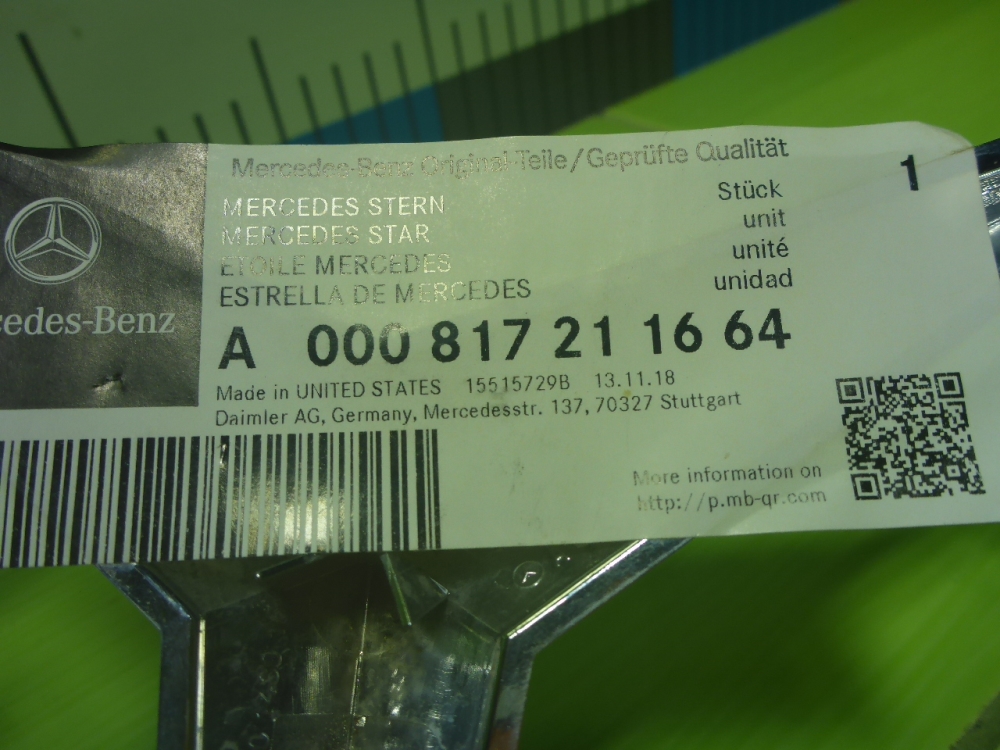 Mercedes-Benz Original-Teile/Geprüfte Qualität
1
MERCEDES STERN
MERCEDES STAR
ETOILE MERCEDES
ESTRELLA DE MERCEDES
Stück
unit
unité
unidad
cedes-Benz
A 000 817 21 16 64
Made in UNITED STATES 15515729B 13.11.18
Daimler AG, Germany, Mercedesstr. 137, 70327 Stuttgart
More information on
http://p.mb-qr.com